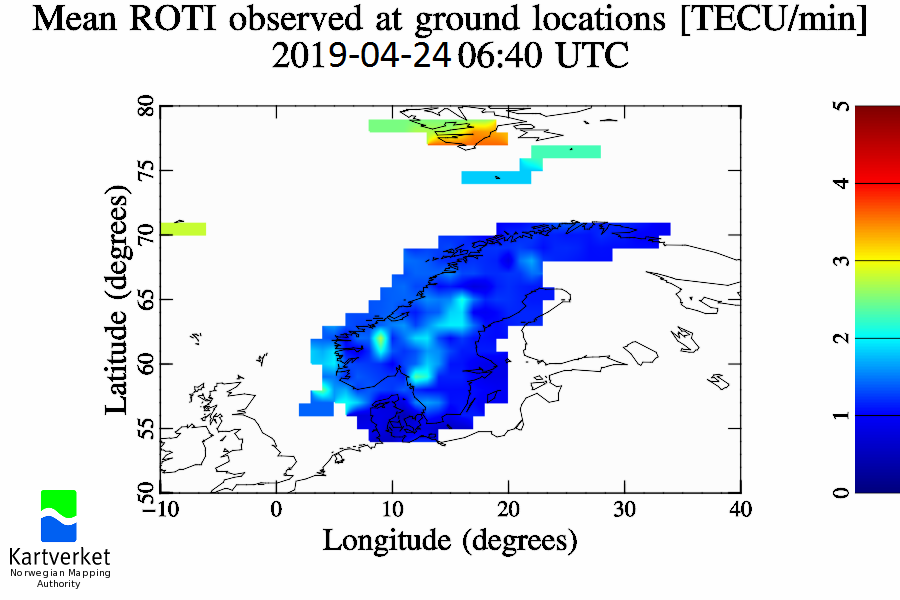 Mean ROTI observed at ground locations [TECU/min]
2019-04-24 06:40 UTC
80
75
70
65
60
55
50
Latitude (degrees)
−10
0
10
20
30
40
Longitude (degrees)
5
4
3
2
1
0
Kartverket
Norwegian Mapping
Authority